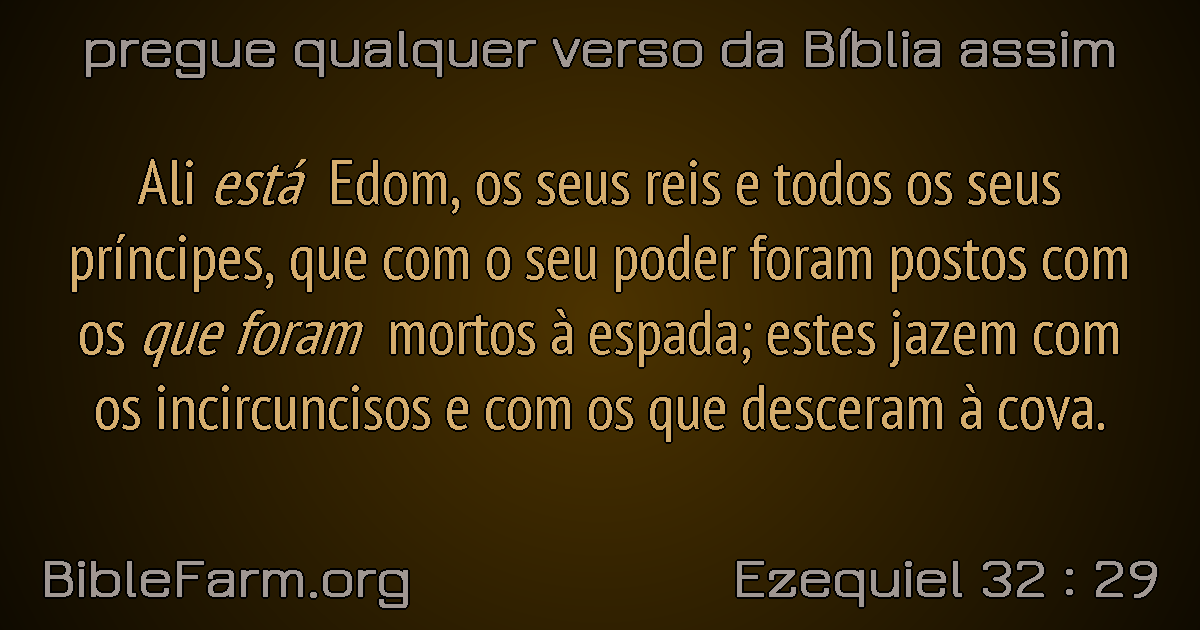 pregue qualquer verso da Bíblia assim
Ali está Edom, os seus reis e todos os seus
príncipes, que com o seu poder foram postos com
os que foram mortos à espada; estes jazem com
os incircuncisos e com os que desceram à cova.
BibleFarm.org
Ezequiel 32 : 29